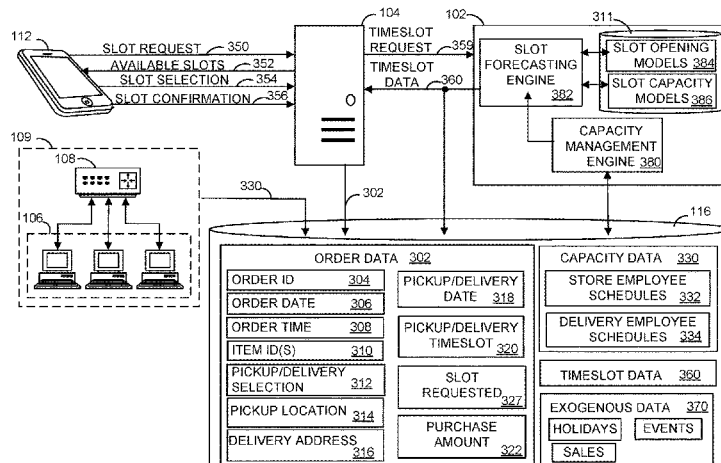 112
SLOT REQUEST 350
AVAILABLE SLOTS 352
SLOT SELECTION 354
SLOT CONFIRMATION 356
104
TIMESLOT
REQUEST 359
TIMESLOT
DATA 360
102
311
SLOT
FORECASTING
ENGINE
382
SLOT OPENING
MODELS 384
SLOT CAPACITY
MODELS 386
CAPACITY
MANAGEMENT
ENGINE 380
109
108
106
330
302
116
ORDER DATA 302
ORDER ID 304
ORDER DATE 306
ORDER TIME 308
ITEM ID(S) 310
PICKUP/DELIVERY
SELECTION 312
PICKUP LOCATION
314
DELIVERY ADDRESS
316
PICKUP/DELIVERY
DATE 318
PICKUP/DELIVERY
TIMESLOT
320
SLOT
REQUESTED
327
PURCHASE
AMOUNT 322
CAPACITY DATA 330
STORE EMPLOYEE
SCHEDULES 332
DELIVERY EMPLOYEE
SCHEDULES 334
TIMESLOT DATA 360
EXOGENOUS DATA 370
HOLIDAYS
EVENTS
SALES